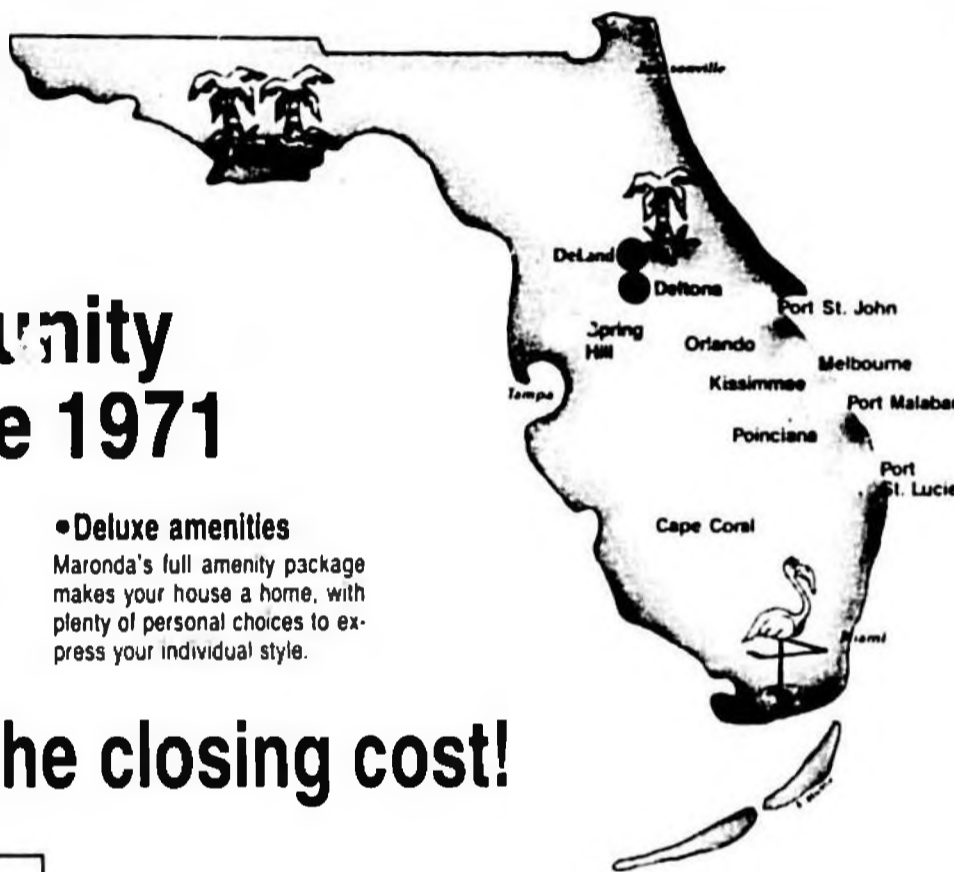 unity
e 1971
•Deluxe amenities
Maronda's full amenity package
makes your house a home, with
plenty of personal choices to ex-
press your individual style.
he closing cost!
Jacksonville
DeLand
Deltona
Spring
Hill
Port St. John
Orlando
Melbourne
Kissimmee
Tampa
Port Malabar
Poinciana
Port
St. Lucie
Cape Coral
Miami